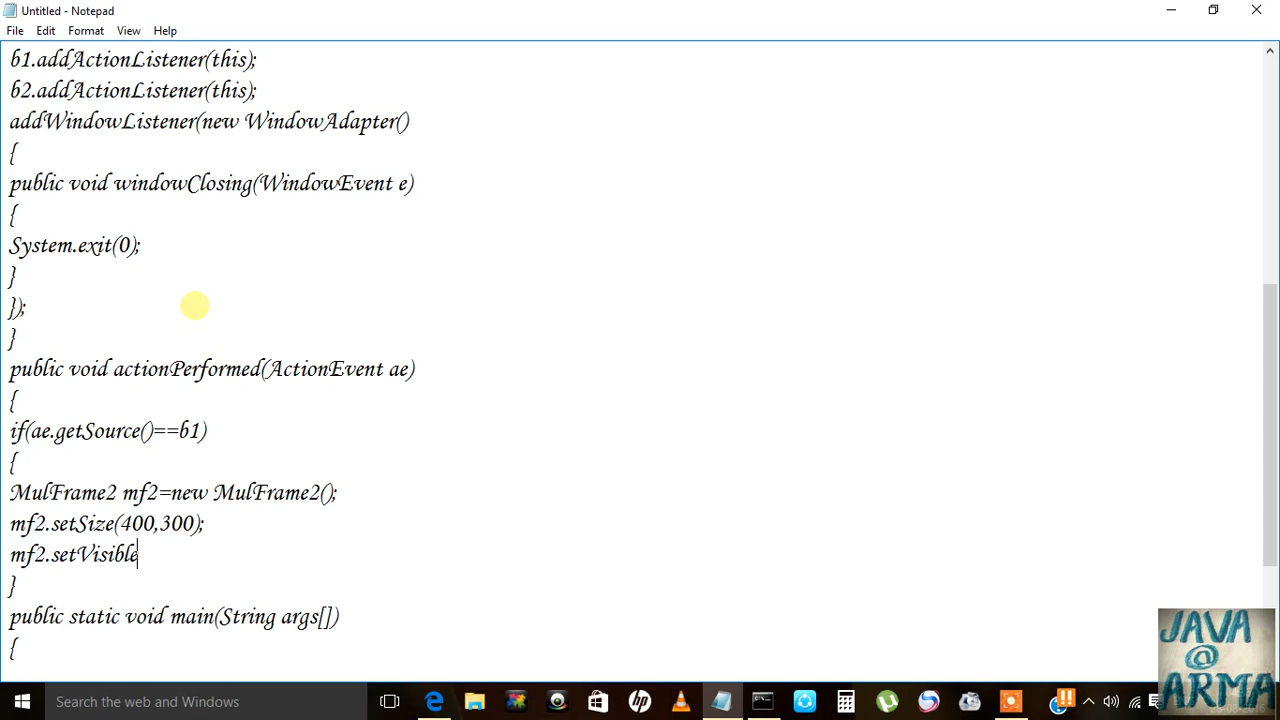 Untitled - Notepad
File Edit Format View Help
b1.addActionListener(this);
b2.addActionListener(this);
addWindowListener(new WindowAdapter()
{
public void windowClosing(WindowEvent e)
{
System.exit(0);
}
});
}
public void actionPerformed(ActionEvent ae)
{
if(ae.getSource()==b1)
{
MulFrame2 mf2=new MulFrame2();
mf2.setSize(400,300);
mf2.setVisible
}
public static void main(String args[])
{
JAVA
@
ARMA
Search the web and Windows